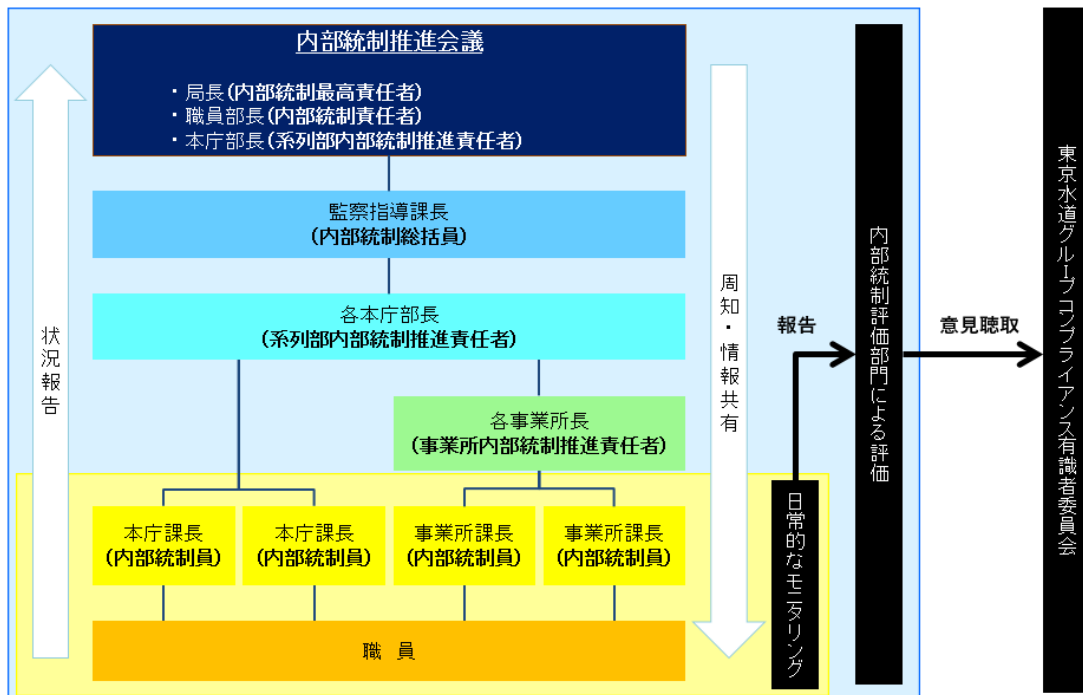 内部統制推進会議
・局長(内部統制最高責任者)
・職員部長(内部統制責任者)
・本庁部長(系列部内部統制推進責任者)
監察指導課長
(内部統制総括員)
各本庁部長
(系列部内部統制推進責任者)
各事業所長
(事業所内部統制推進責任者)
本庁課長
(内部統制員)
本庁課長
(内部統制員)
事業所課長
(内部統制員)
事業所課長
(内部統制員)
職 員
状況報告
周知・情報共有
日常的なモニタリング
報告
内部統制評価部門による評価
意見聴取
東京水道グループコンプライアンス有識者委員会